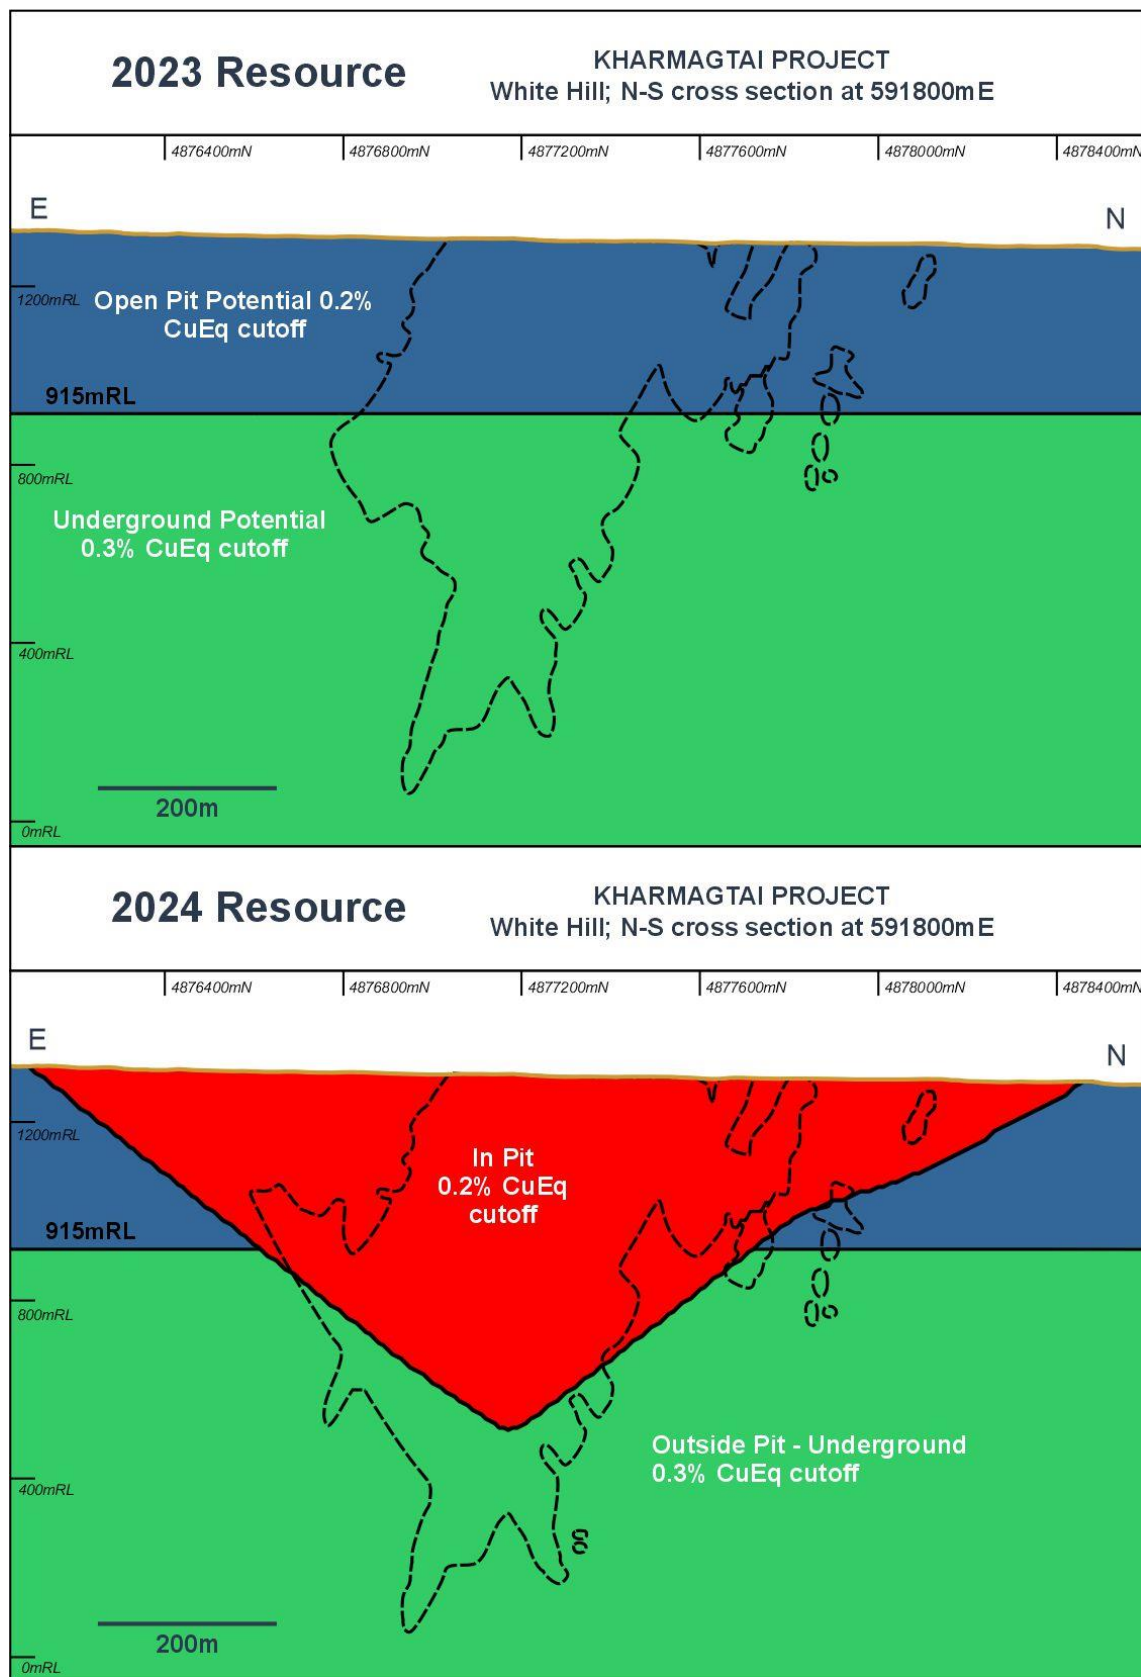 2023 Resource
KHARMAGTAI PROJECT
White Hill; N-S cross section at 591800mE
4876400mN
4876800mN
4877200mN
4877600mN
4878000mN
4878400mN
E
N
1200mRL
Open Pit Potential 0.2%
CuEq cutoff
915mRL
800mRL
Underground Potential
0.3% CuEq cutoff
400mRL
200m
0mRL
2024 Resource
KHARMAGTAI PROJECT
White Hill; N-S cross section at 591800mE
4876400mN
4876800mN
4877200mN
4877600mN
4878000mN
4878400mN
E
N
1200mRL
In Pit
0.2% CuEq
cutoff
915mRL
800mRL
Outside Pit - Underground
0.3% CuEq cutoff
400mRL
200m
0mRL